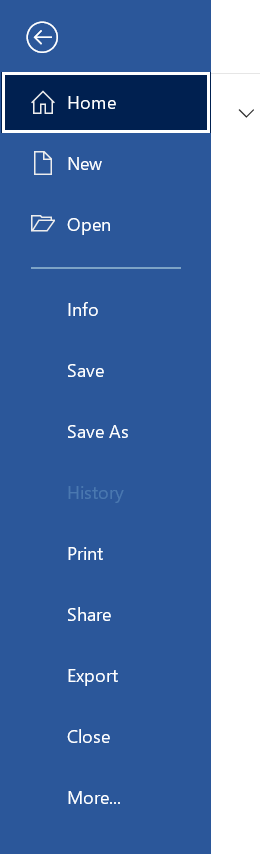 Home
New
Open
Info
Save
Save As
History
Print
Share
Export
Close
More...